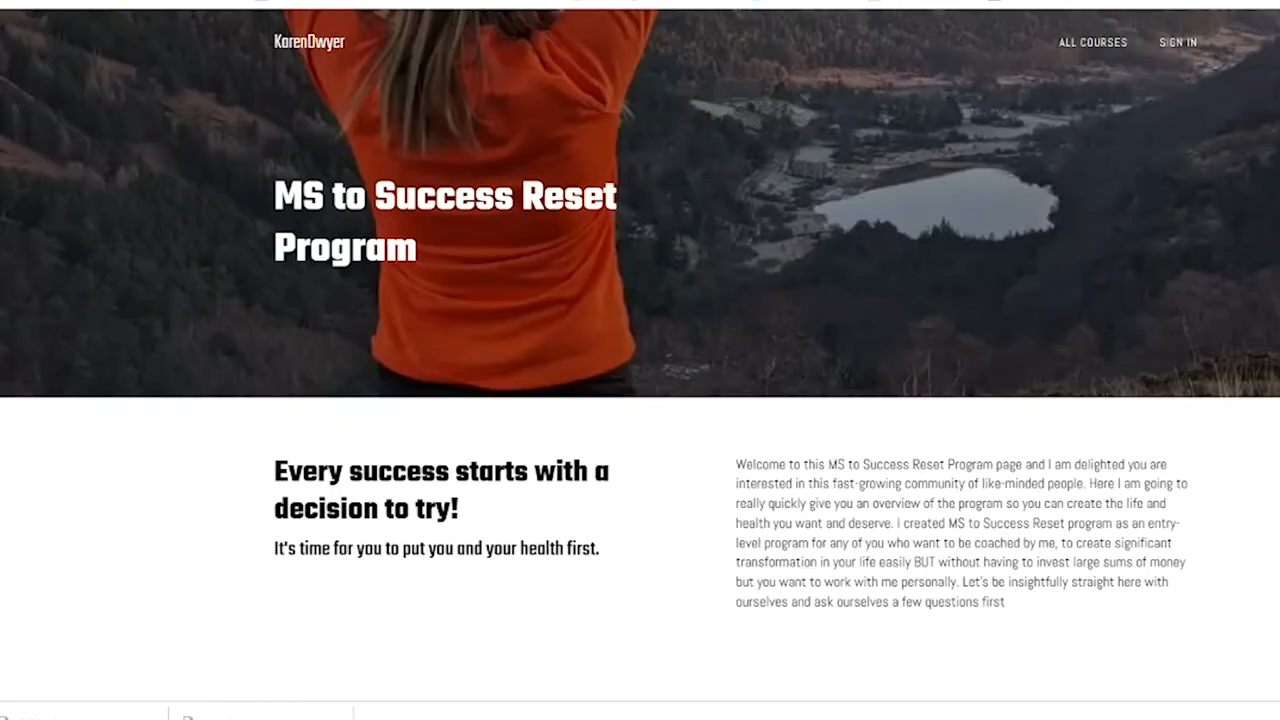 KarenDwyer
ALL COURSES
SIGN IN
MS to Success Reset
Program
Every success starts with a
decision to try!
It's time for you to put you and your health first.
Welcome to this MS to Success Reset Program page and I am delighted you are
interested in this fast-growing community of like-minded people. Here I am going to
really quickly give you an overview of the program so you can create the life and
health you want and deserve. I created MS to Success Reset program as an entry-
level program for any of you who want to be coached by me, to create significant
transformation in your life easily BUT without having to invest large sums of money
but you want to work with me personally. Let's be insightfully straight here with
ourselves and ask ourselves a few questions first